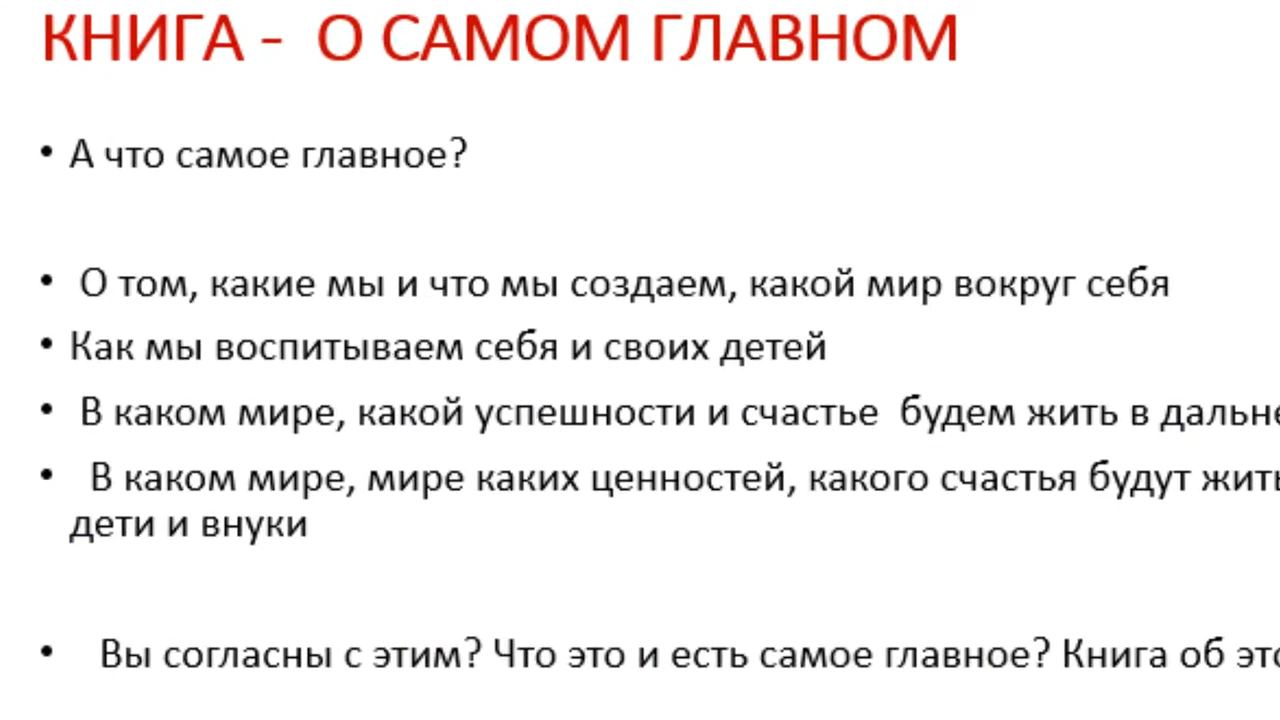 КНИГА - О САМОМ ГЛАВНОМ
• А что самое главное?
• О том, какие мы и что мы создаем, какой мир вокруг себя
• Как мы воспитываем себя и своих детей
• В каком мире, какой успешности и счастье будем жить в
• В каком мире, мире каких ценностей, какого счастья будут жить
дети и внуки
• Вы согласны с этим? Что это и есть самое главное? Книга об